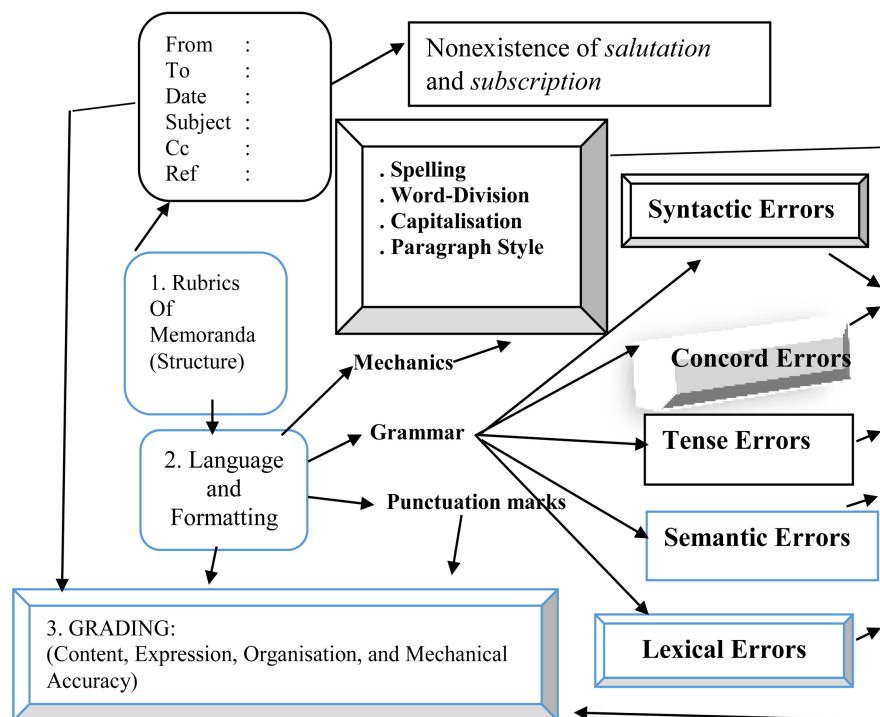 From :
To :
Date :
Subject :
Cc :
Ref :
Nonexistence of salutation
and subscription
. Spelling
. Word-Division
. Capitalisation
. Paragraph Style
Syntactic Errors
1. Rubrics
Of
Memoranda
(Structure)
Mechanics
Concord Errors
Grammar
Tense Errors
2. Language
and
Formatting
Punctuation marks
Semantic Errors
3. GRADING:
(Content, Expression, Organisation, and Mechanical
Accuracy)
Lexical Errors